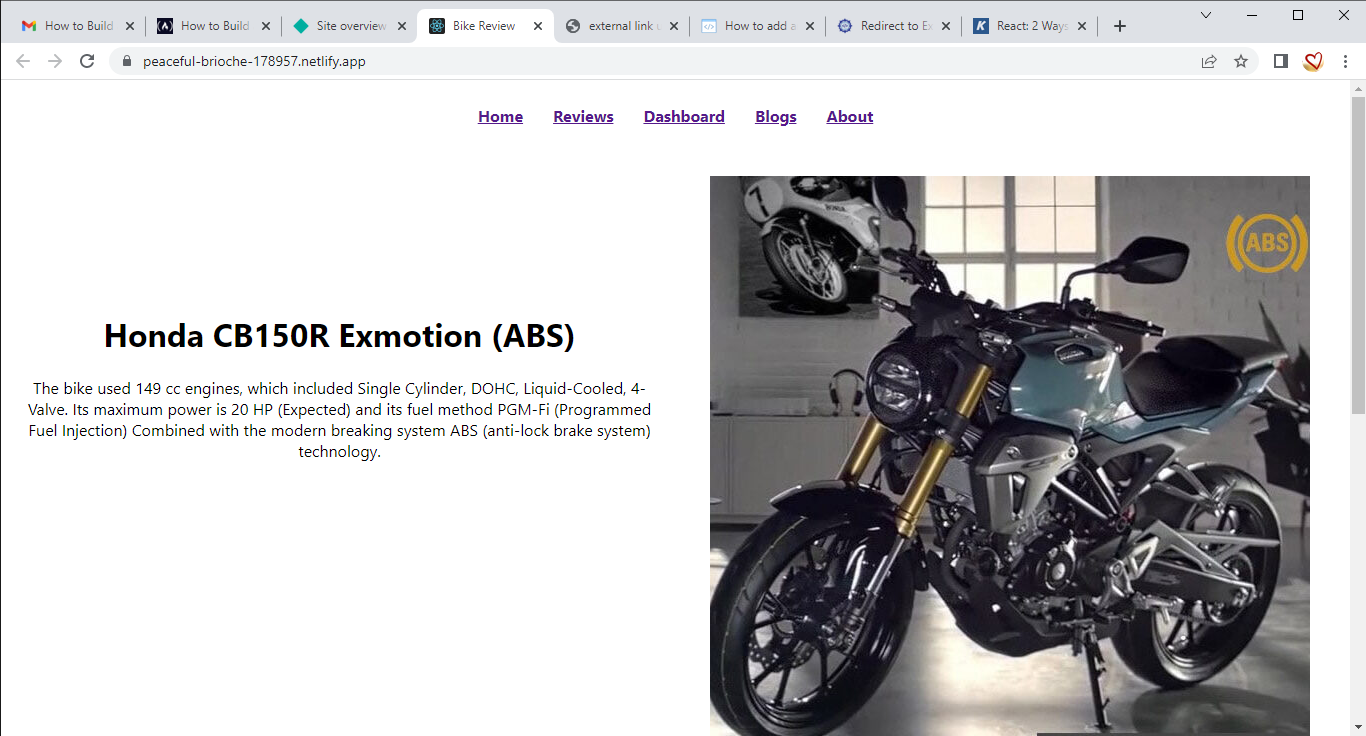 How to Build
How to Build
Site overview
Bike Review
external link u
How to add a
Redirect to Ex
React: 2 Ways
peaceful-brioche-178957.netlify.app
Home
Reviews
Dashboard
Blogs
About
7
HONDA
ABS
Honda CB150R Exmotion (ABS)
The bike used 149 cc engines, which included Single Cylinder, DOHC, Liquid-Cooled, 4-
Valve. Its maximum power is 20 HP (Expected) and its fuel method PGM-Fi (Programmed
Fuel Injection) Combined with the modern breaking system ABS (anti-lock brake system)
technology.